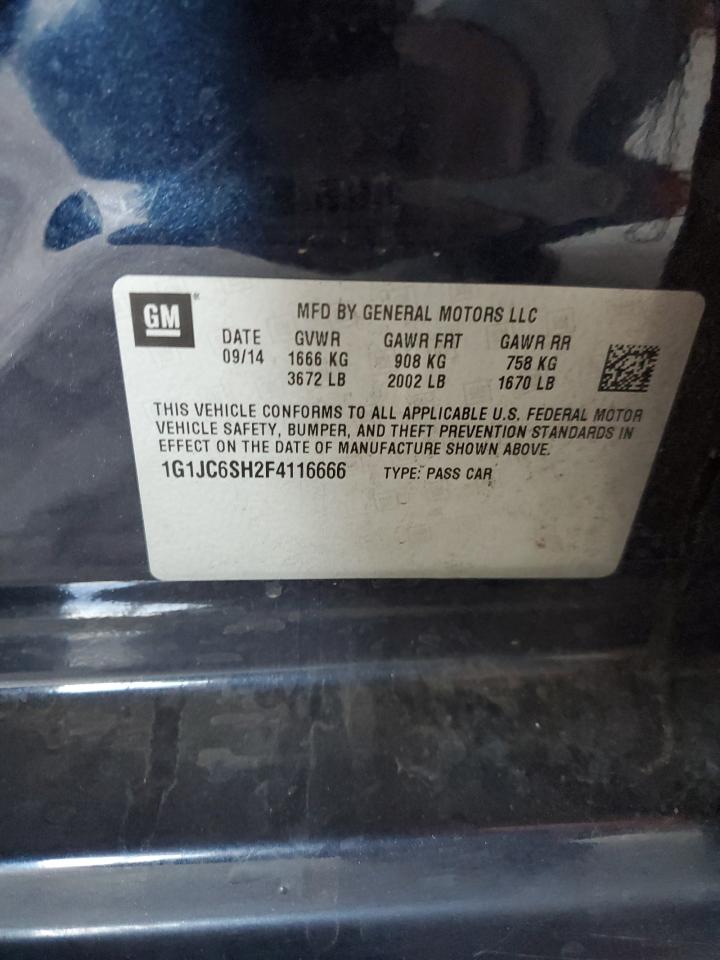 GM
MFD BY GENERAL MOTORS LLC
DATE GVWR GAWR FRT GAWR RR
09/14 1666 KG 908 KG 758 KG
3672 LB 2002 LB 1670 LB
THIS VEHICLE CONFORMS TO ALL APPLICABLE U.S. FEDERAL MOTOR
VEHICLE SAFETY, BUMPER, AND THEFT PREVENTION STANDARDS IN
EFFECT ON THE DATE OF MANUFACTURE SHOWN ABOVE.
1G1JC6SH2F4116666 TYPE: PASS CAR